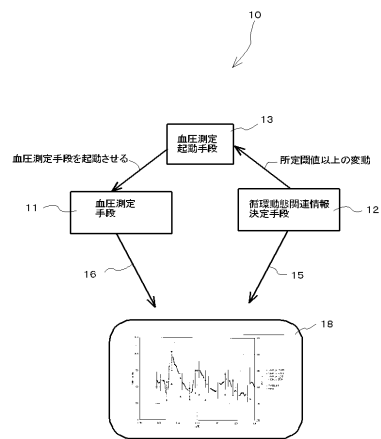 10
13
血圧測定
起動手段
血圧測定手段を起動させる
所定閾値以上の変動
11
血圧測定
手段
循環動態関連情報
決定手段
12
16
15
18